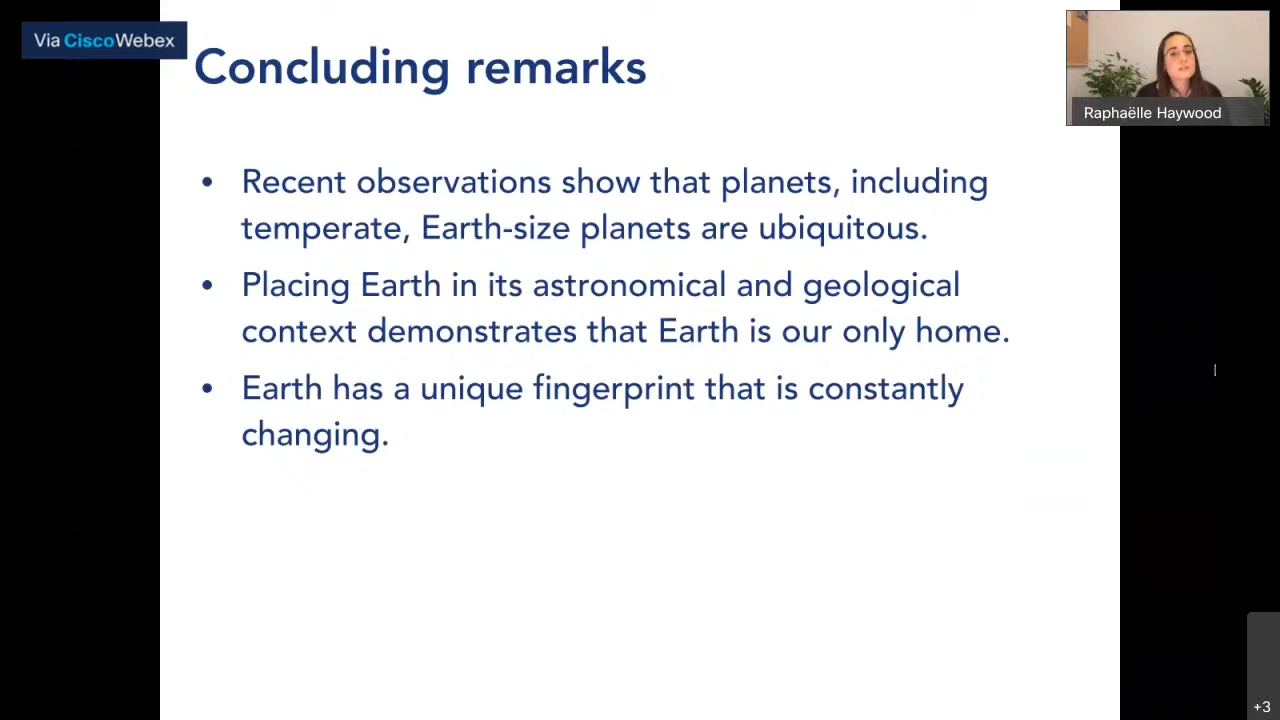 Via CiscoWebex
Concluding remarks
Raphaëlle Haywood
• Recent observations show that planets, including
temperate, Earth-size planets are ubiquitous.
• Placing Earth in its astronomical and geological
context demonstrates that Earth is our only home.
• Earth has a unique fingerprint that is constantly
changing.
+3